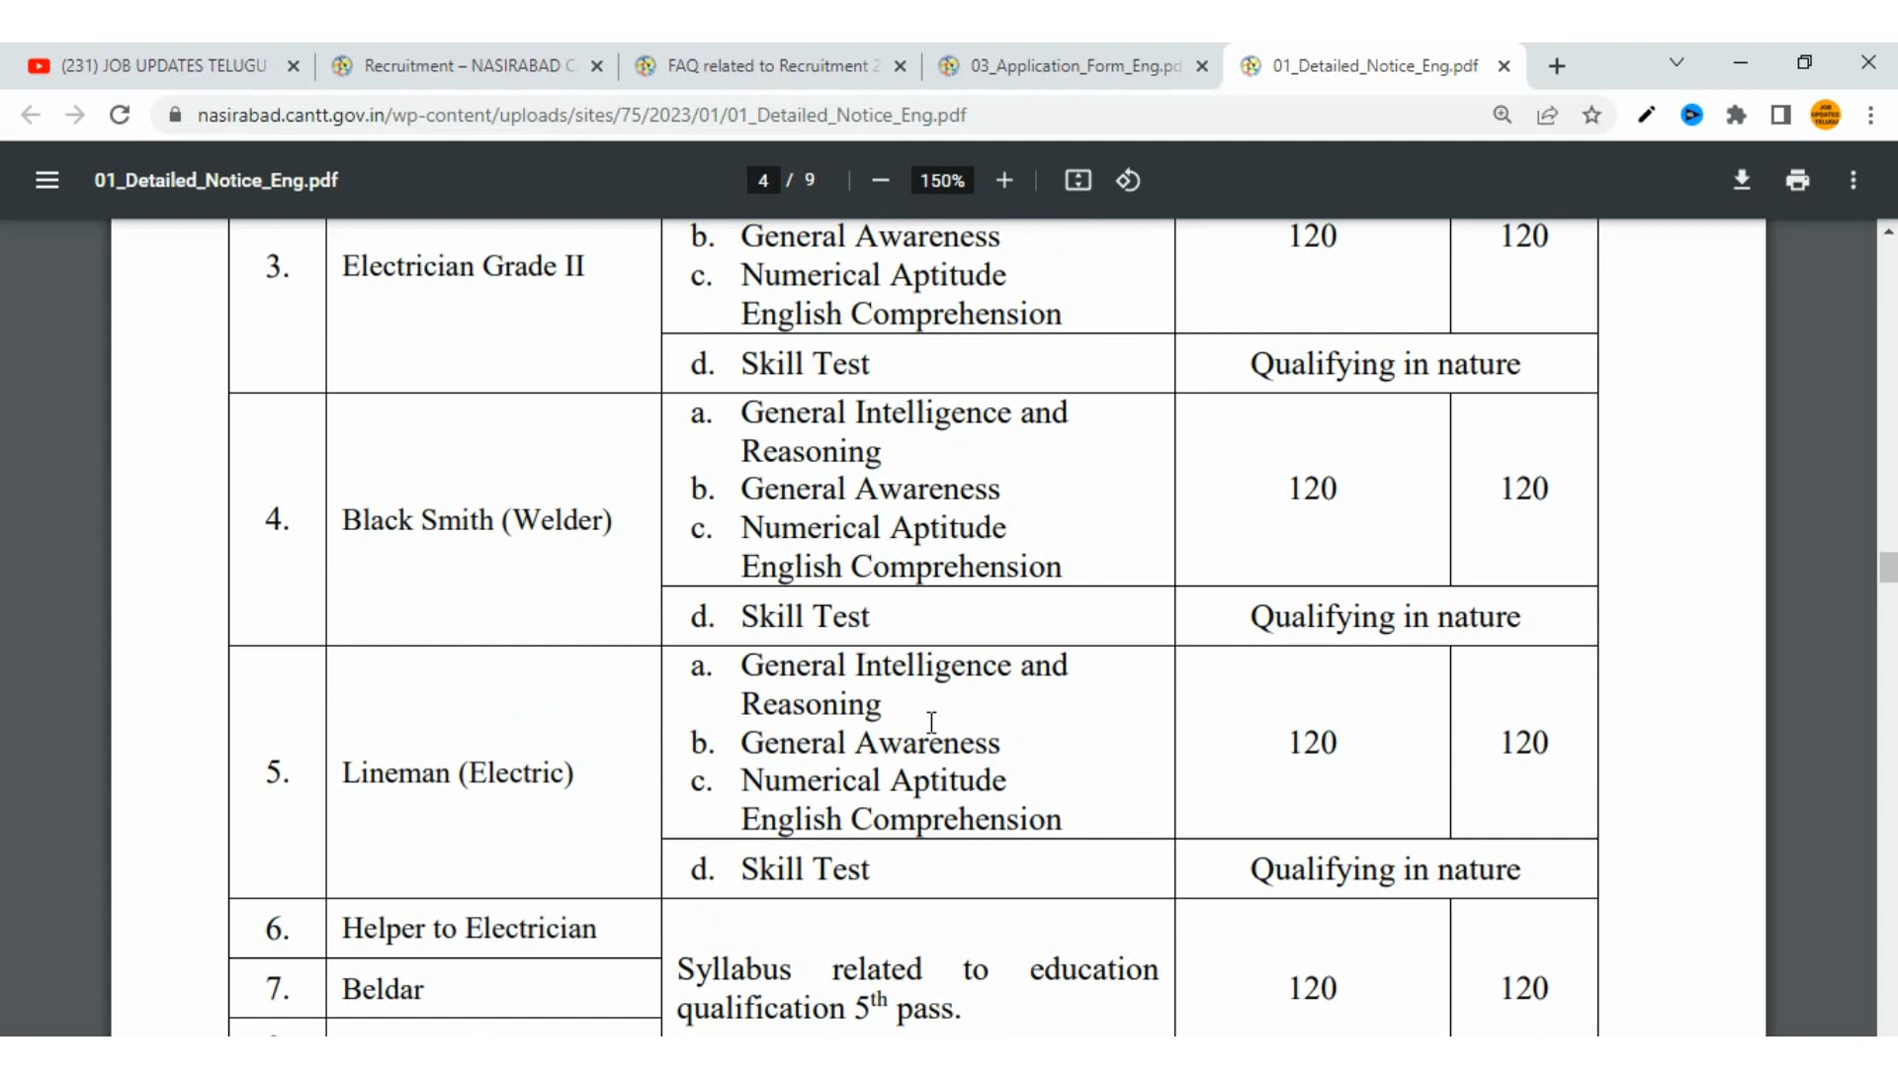 (231) JOB UPDATES TELUGU
Recruitment – NASIRABAD C
FAQ related to Recruitment 2
03_Application_Form_Eng.pd
01_Detailed_Notice_Eng.pdf
nasirabad.cantt.gov.in/wp-content/uploads/sites/75/2023/01/01_Detailed_Notice_Eng.pdf
JOB
UPDATES
TELUGU
01_Detailed_Notice_Eng.pdf
4 / 9
150%
3.
Electrician Grade II
b. General Awareness
c. Numerical Aptitude
English Comprehension
120
120
d. Skill Test
Qualifying in nature
4.
Black Smith (Welder)
a. General Intelligence and
Reasoning
b. General Awareness
c. Numerical Aptitude
English Comprehension
120
120
d. Skill Test
Qualifying in nature
5.
Lineman (Electric)
a. General Intelligence and
Reasoning
b. General Awareness
c. Numerical Aptitude
English Comprehension
120
120
d. Skill Test
Qualifying in nature
6.
Helper to Electrician
7.
Beldar
Syllabus related to education
qualification 5th pass.
120
120